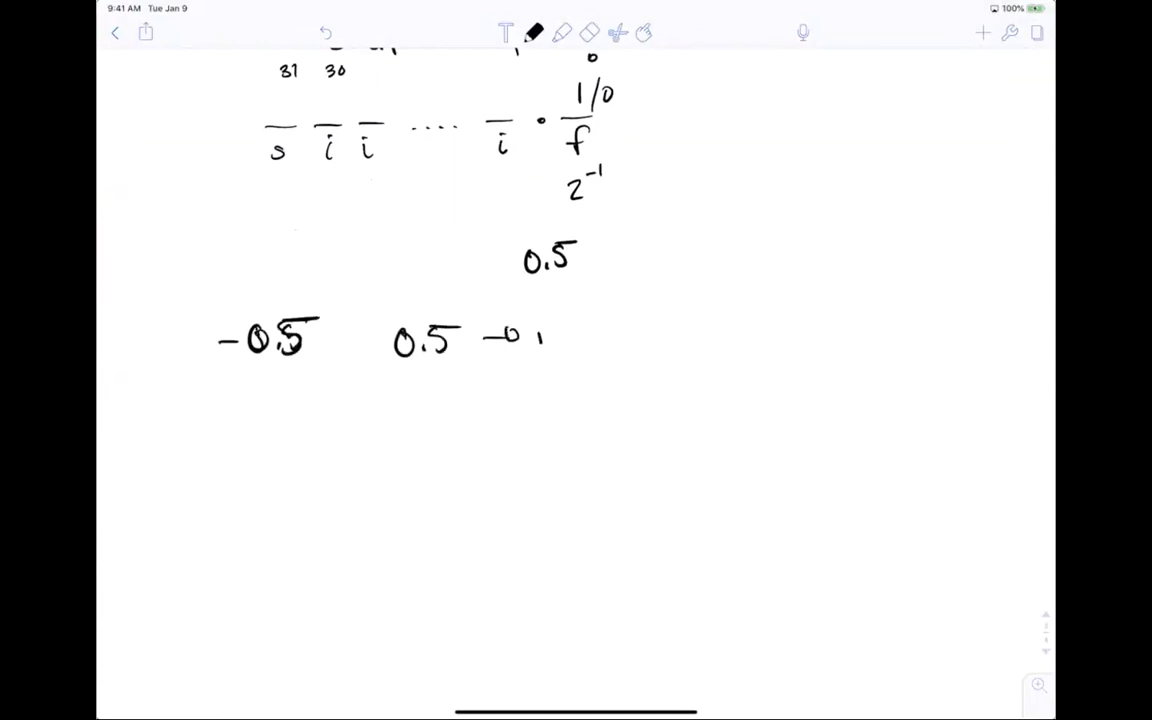 9:41 AM Tue Jan 9 100%
T
0
31 30
1/0
s i i .... i . f
2⁻¹
0.5
-0.5 0.5 -0.